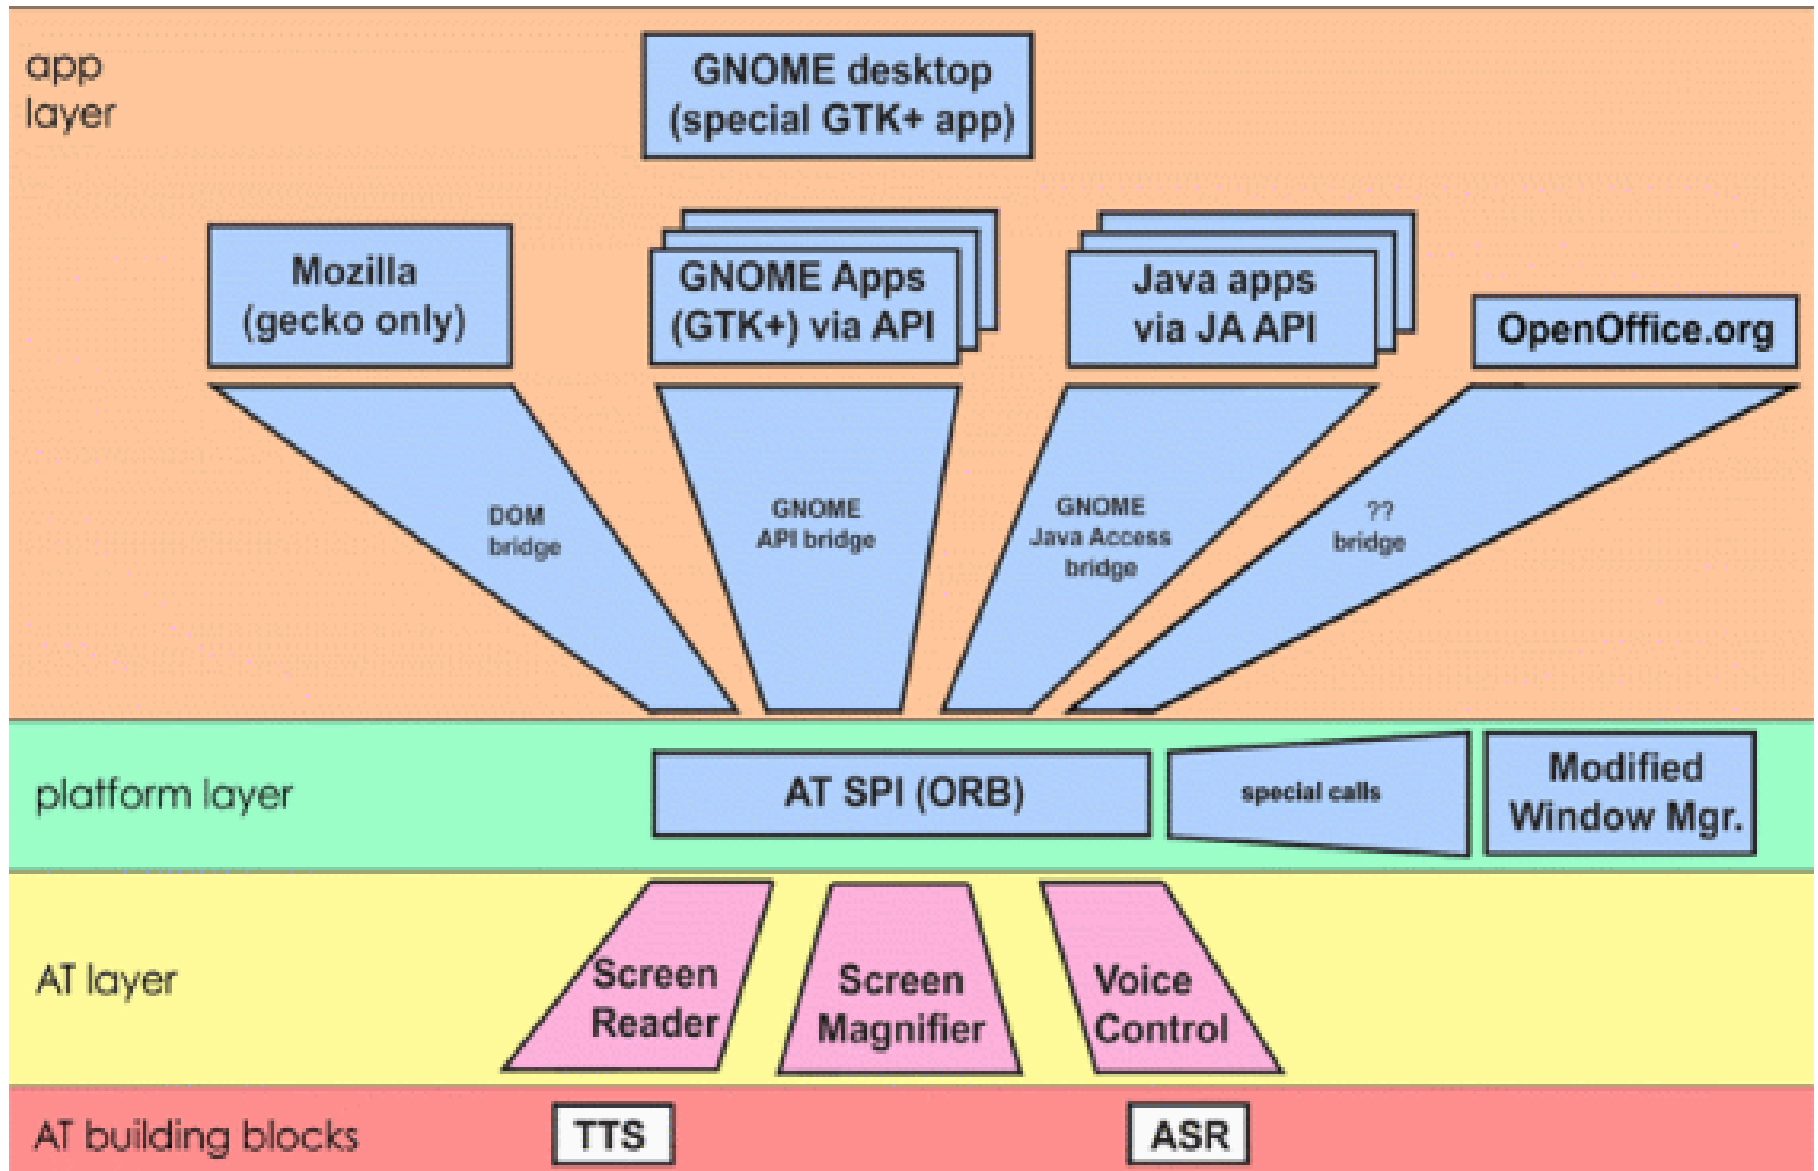 app
layer
GNOME desktop
(special GTK+ app)
Mozilla
(gecko only)
GNOME Apps
(GTK+) via API
Java apps
via JA API
OpenOffice.org
DOM
bridge
GNOME
API bridge
GNOME
Java Access
bridge
??
bridge
platform layer
AT SPI (ORB)
special calls
Modified
Window Mgr.
AT layer
Screen
Reader
Screen
Magnifier
Voice
Control
AT building blocks
TTS
ASR